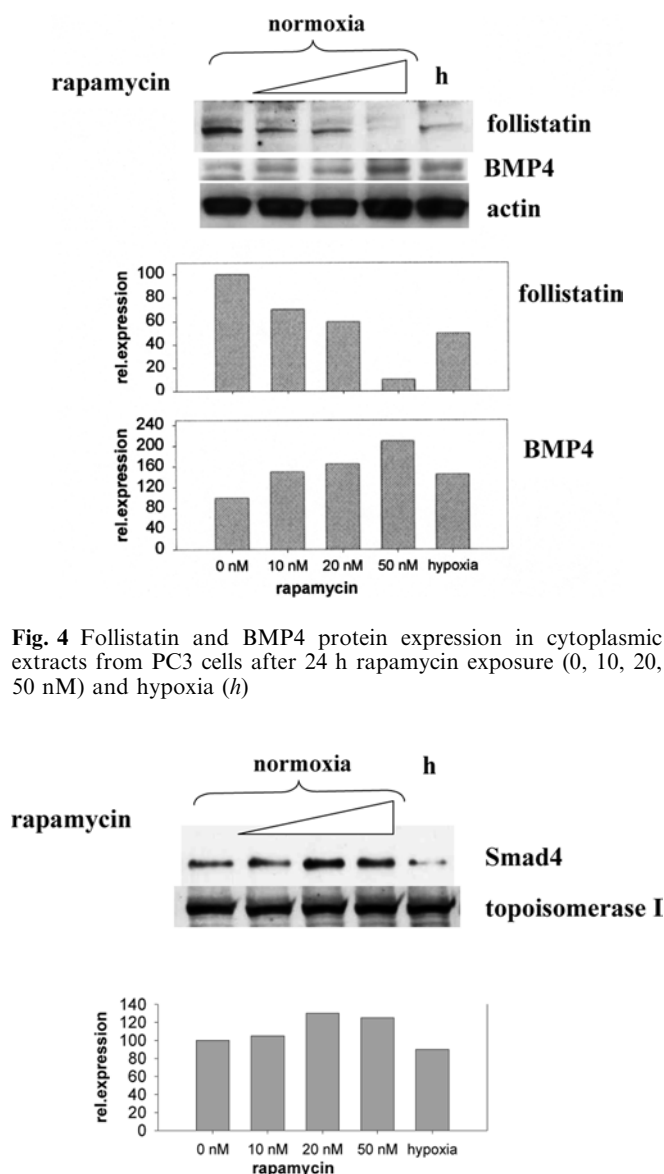 normoxia
rapamycin h
follistatin
BMP4
actin
rel.expression
100
80
60
40
20
0
follistatin
rel.expression
240
200
160
120
80
40
0
BMP4
0 nM 10 nM 20 nM 50 nM hypoxia
rapamycin
Fig. 4 Follistatin and BMP4 protein expression in cytoplasmic
extracts from PC3 cells after 24 h rapamycin exposure (0, 10, 20,
50 nM) and hypoxia (h)
normoxia h
rapamycin
Smad4
topoisomerase I
rel.expression
140
120
100
80
60
40
20
0
0 nM 10 nM 20 nM 50 nM hypoxia
rapamycin